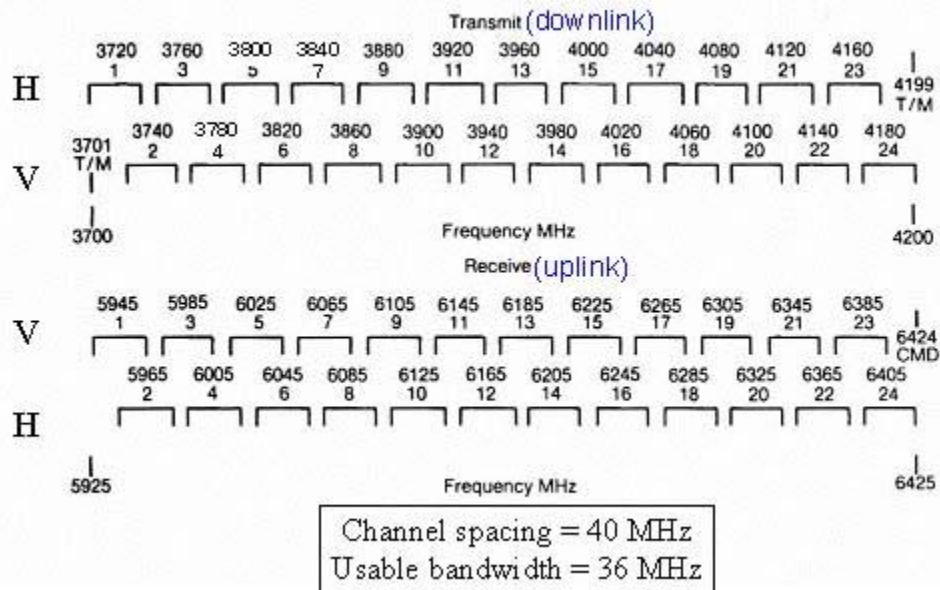 Transmit (downlink)
3720 3760 3800 3840 3880 3920 3960 4000 4040 4080 4120 4160
H 1 3 5 7 9 11 13 15 17 19 21 23 4199
T/M
3701 3740 3780 3820 3860 3900 3940 3980 4020 4060 4100 4140 4180
V T/M 2 4 6 8 10 12 14 16 18 20 22 24
3700 Frequency MHz 4200
Receive (uplink)
5945 5985 6025 6065 6105 6145 6185 6225 6265 6305 6345 6385
V 1 3 5 7 9 11 13 15 17 19 21 23 6424
CMD
5965 6005 6045 6085 6125 6165 6205 6245 6285 6325 6365 6405
H 2 4 6 8 10 12 14 16 18 20 22 24
5925 Frequency MHz 6425
Channel spacing = 40 MHz
Usable bandwidth = 36 MHz